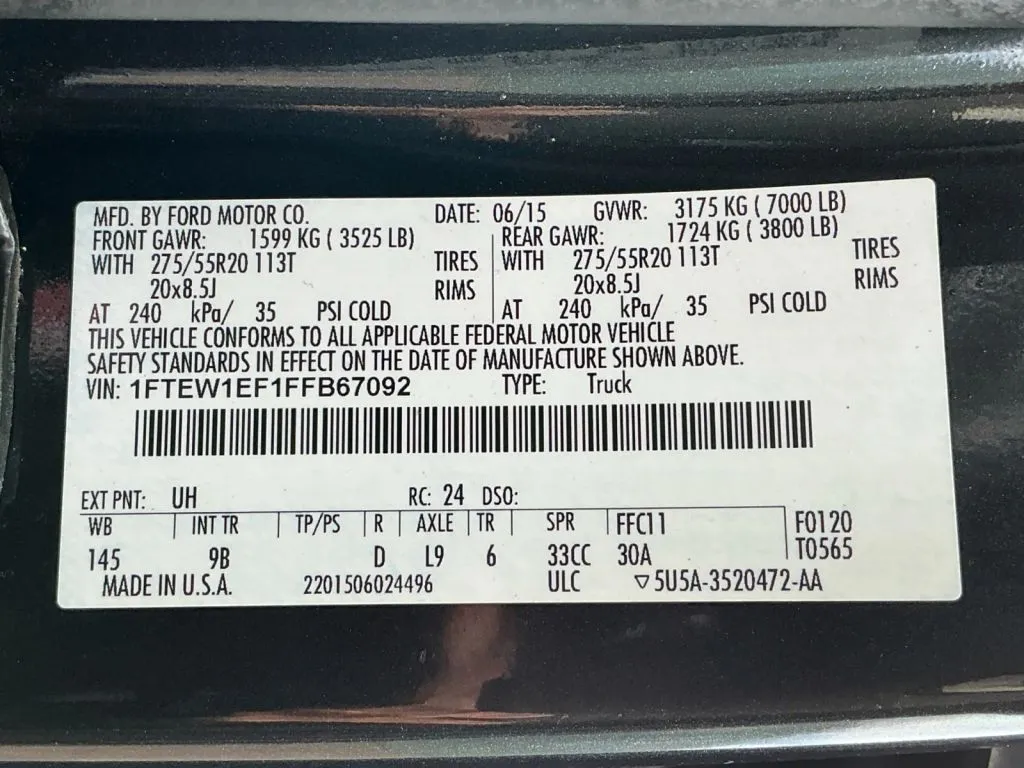 MFD. BY FORD MOTOR CO. DATE: 06/15 GVWR: 3175 KG ( 7000 LB)
FRONT GAWR: 1599 KG ( 3525 LB) REAR GAWR: 1724 KG ( 3800 LB)
WITH 275/55R20 113T TIRES WITH 275/55R20 113T TIRES
20x8.5J RIMS 20x8.5J RIMS
AT 240 kPa/ 35 PSI COLD AT 240 kPa/ 35 PSI COLD
THIS VEHICLE CONFORMS TO ALL APPLICABLE FEDERAL MOTOR VEHICLE
SAFETY STANDARDS IN EFFECT ON THE DATE OF MANUFACTURE SHOWN ABOVE.
VIN: 1FTEW1EF1FFB67092 TYPE: Truck
EXT PNT: UH RC: 24 DSO:
WB INT TR TP/PS R AXLE TR SPR FFC11 F0120
145 9B D L9 6 33CC 30A T0565
MADE IN U.S.A. 2201506024496 ULC ▽5U5A-3520472-AA